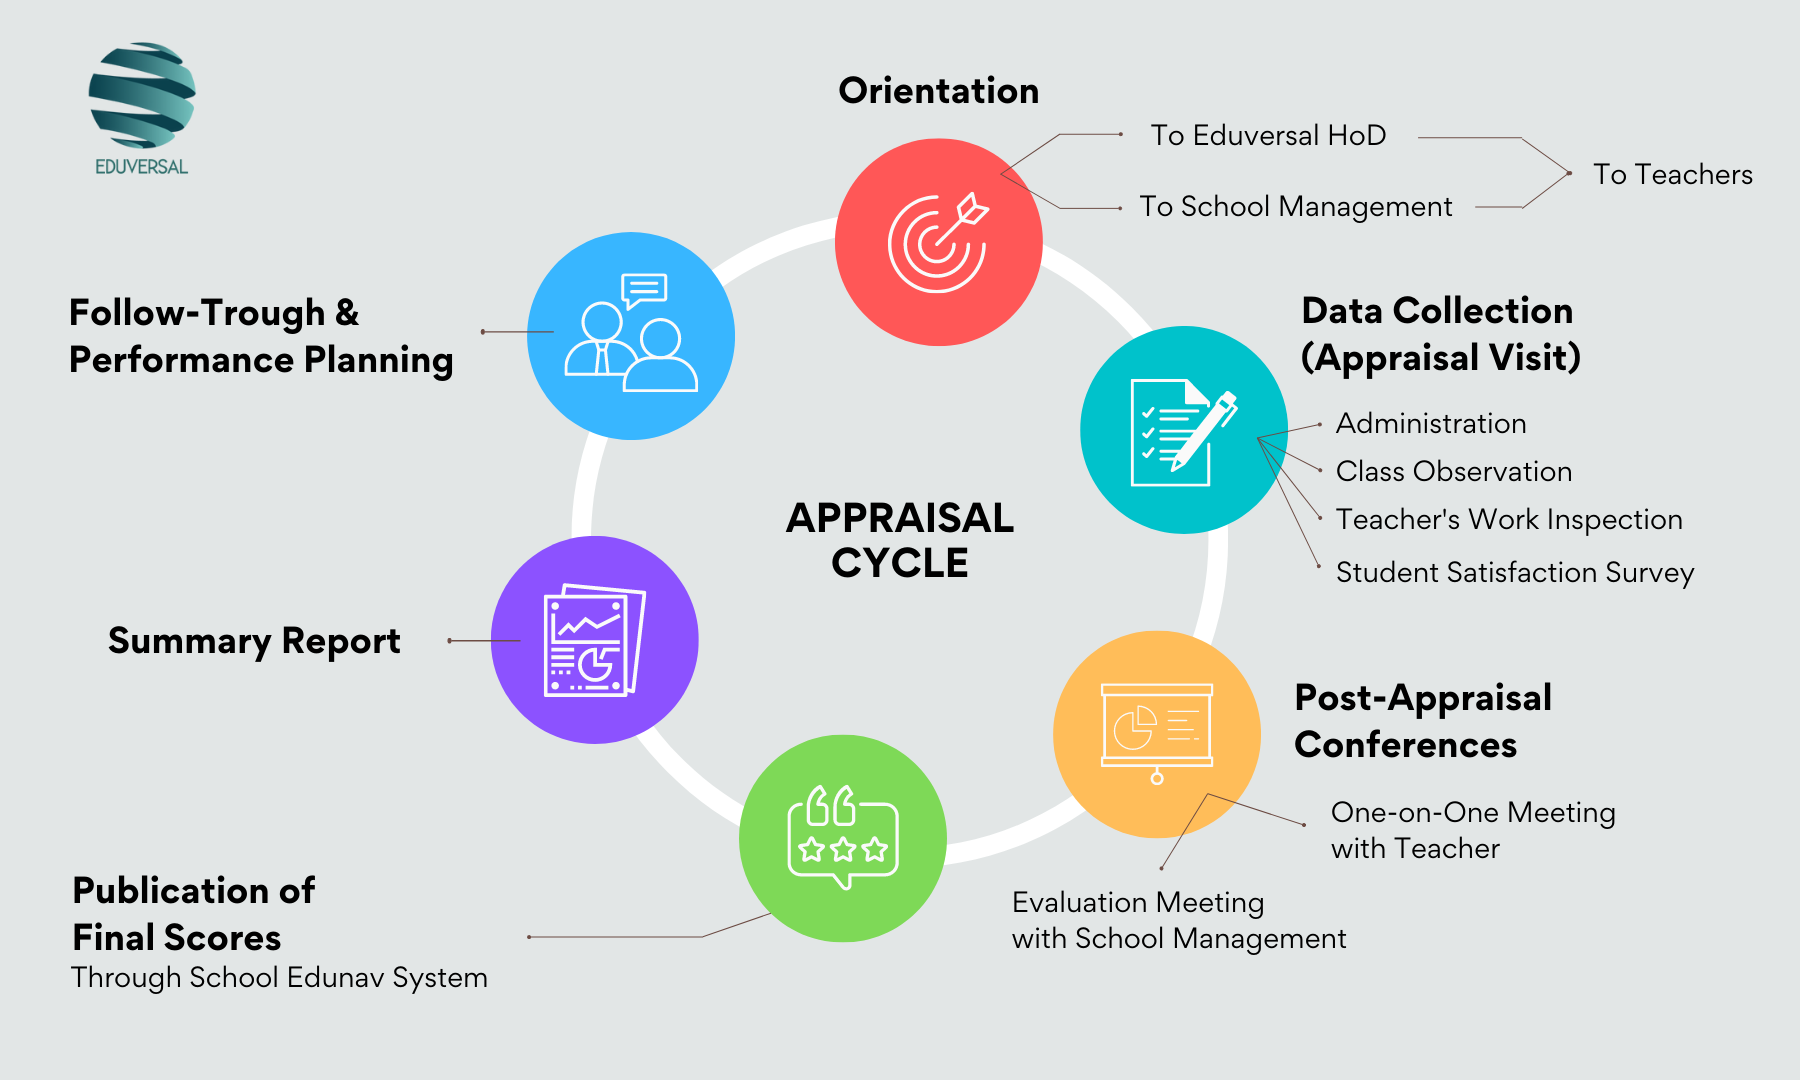 EDUVERSAL
Orientation
To Eduversal HoD
To School Management
To Teachers
Data Collection
(Appraisal Visit)
Administration
Class Observation
Teacher's Work Inspection
Student Satisfaction Survey
Post-Appraisal
Conferences
One-on-One Meeting
with Teacher
Evaluation Meeting
with School Management
Publication of
Final Scores
Through School Edunav System
Summary Report
Follow-Trough &
Performance Planning
APPRAISAL
CYCLE